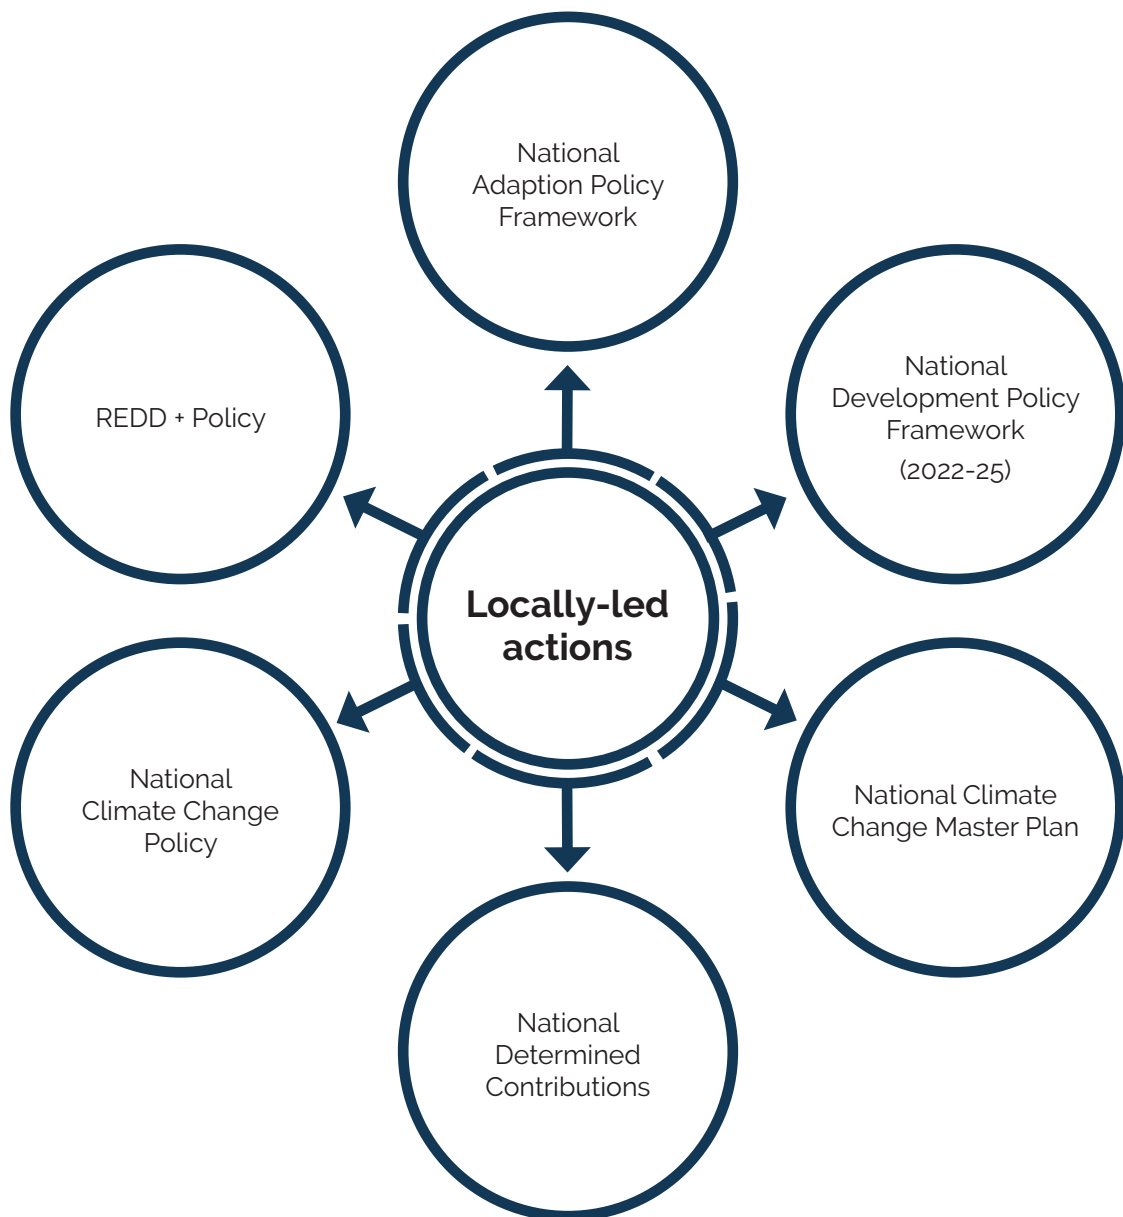 National
Adaption Policy
Framework
National
Development Policy
Framework
(2022-25)
REDD + Policy
Locally-led
actions
National
Climate Change
Policy
National Climate
Change Master Plan
National
Determined
Contributions